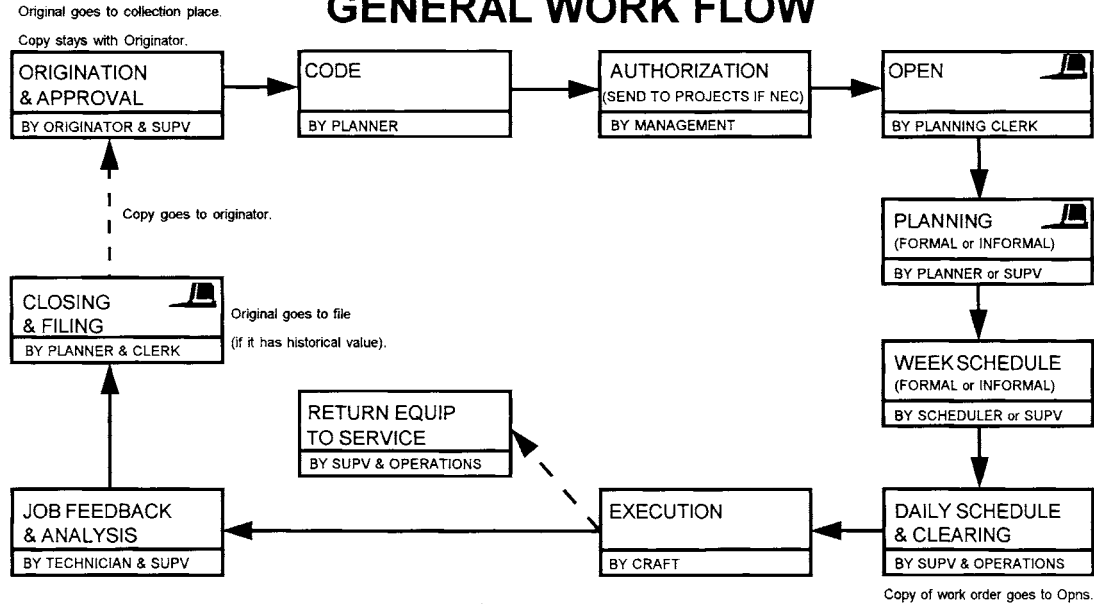 GENERAL WORK FLOW
Original goes to collection place.
Copy stays with Originator.
ORIGINATION
& APPROVAL
BY ORIGINATOR & SUPV
CODE
BY PLANNER
AUTHORIZATION
(SEND TO PROJECTS IF NEC)
BY MANAGEMENT
OPEN
BY PLANNING CLERK
PLANNING
(FORMAL or INFORMAL)
BY PLANNER or SUPV
WEEK SCHEDULE
(FORMAL or INFORMAL)
BY SCHEDULER or SUPV
DAILY SCHEDULE
& CLEARING
BY SUPV & OPERATIONS
Copy of work order goes to Opns.
EXECUTION
BY CRAFT
RETURN EQUIP
TO SERVICE
BY SUPV & OPERATIONS
JOB FEEDBACK
& ANALYSIS
BY TECHNICIAN & SUPV
CLOSING
& FILING
BY PLANNER & CLERK
Original goes to file
(if it has historical value).
Copy goes to originator.